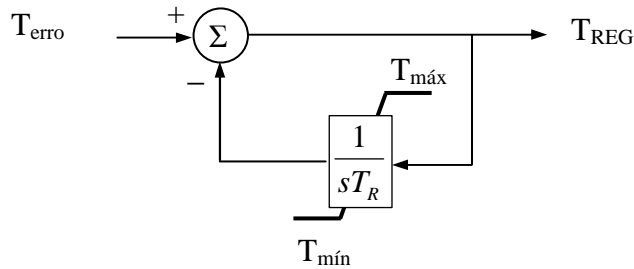 T_erro
+
Σ
T_REG
−
T_máx
1
sT_R
T_mín